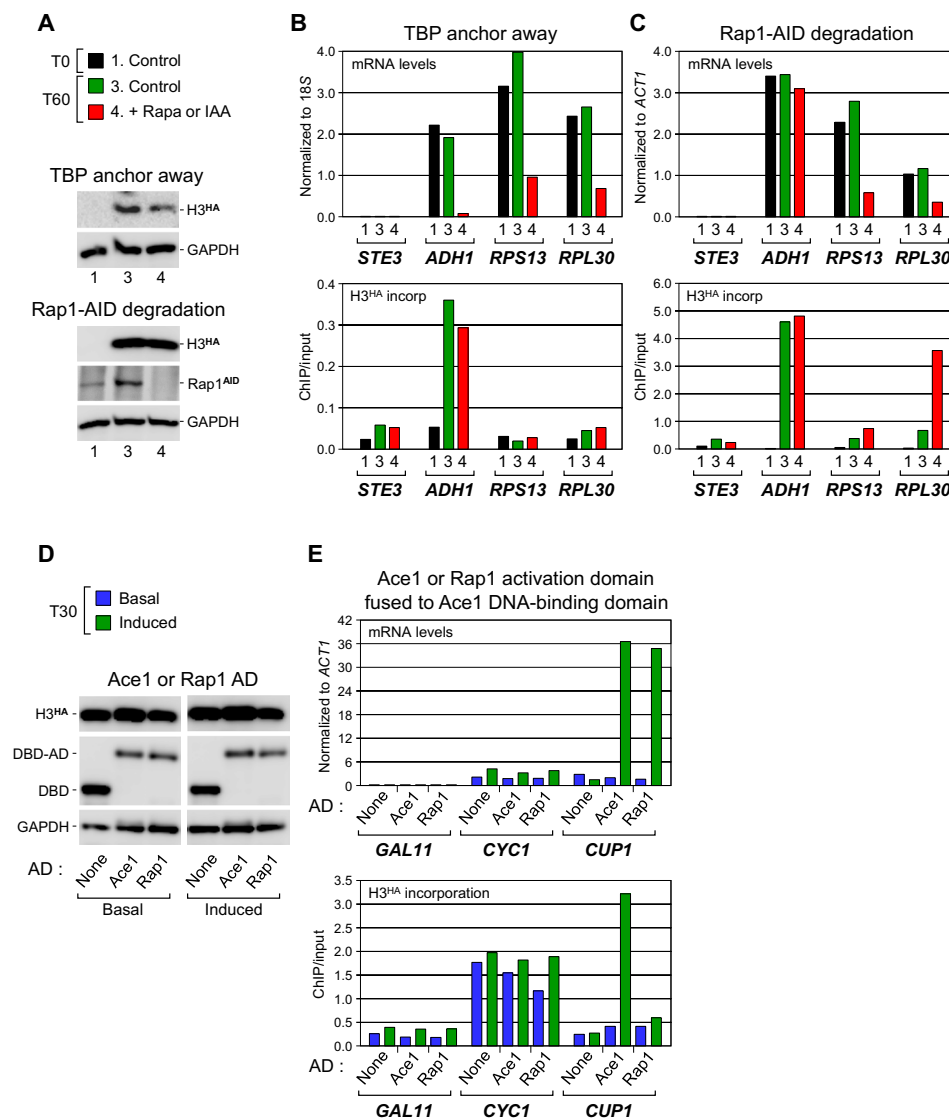 A
T0
1. Control
T60
3. Control
4. + Rapa or IAA
TBP anchor away
H3HA
GAPDH
1 3 4
Rap1-AID degradation
H3HA
Rap1AID
GAPDH
1 3 4
B
TBP anchor away
mRNA levels
Normalized to 18S
4.0
3.0
2.0
1.0
0.0
1 3 4 1 3 4 1 3 4 1 3 4
STE3 ADH1 RPS13 RPL30
H3HA incorp
ChIP/input
0.4
0.3
0.2
0.1
0.0
1 3 4 1 3 4 1 3 4 1 3 4
STE3 ADH1 RPS13 RPL30
C
Rap1-AID degradation
mRNA levels
Normalized to ACT1
4.0
3.0
2.0
1.0
0.0
1 3 4 1 3 4 1 3 4 1 3 4
STE3 ADH1 RPS13 RPL30
H3HA incorp
ChIP/input
6.0
5.0
4.0
3.0
2.0
1.0
0.0
1 3 4 1 3 4 1 3 4 1 3 4
STE3 ADH1 RPS13 RPL30
D
T30
Basal
Induced
Ace1 or Rap1 AD
H3HA -
DBD-AD -
DBD -
GAPDH -
AD : None Ace1 Rap1 None Ace1 Rap1
Basal Induced
E
Ace1 or Rap1 activation domain
fused to Ace1 DNA-binding domain
mRNA levels
Normalized to ACT1
42
36
30
24
18
12
6
0
AD : None Ace1 Rap1 None Ace1 Rap1 None Ace1 Rap1
GAL11 CYC1 CUP1
H3HA incorporation
ChIP/input
3.5
3.0
2.5
2.0
1.5
1.0
0.5
0.0
AD : None Ace1 Rap1 None Ace1 Rap1 None Ace1 Rap1
GAL11 CYC1 CUP1